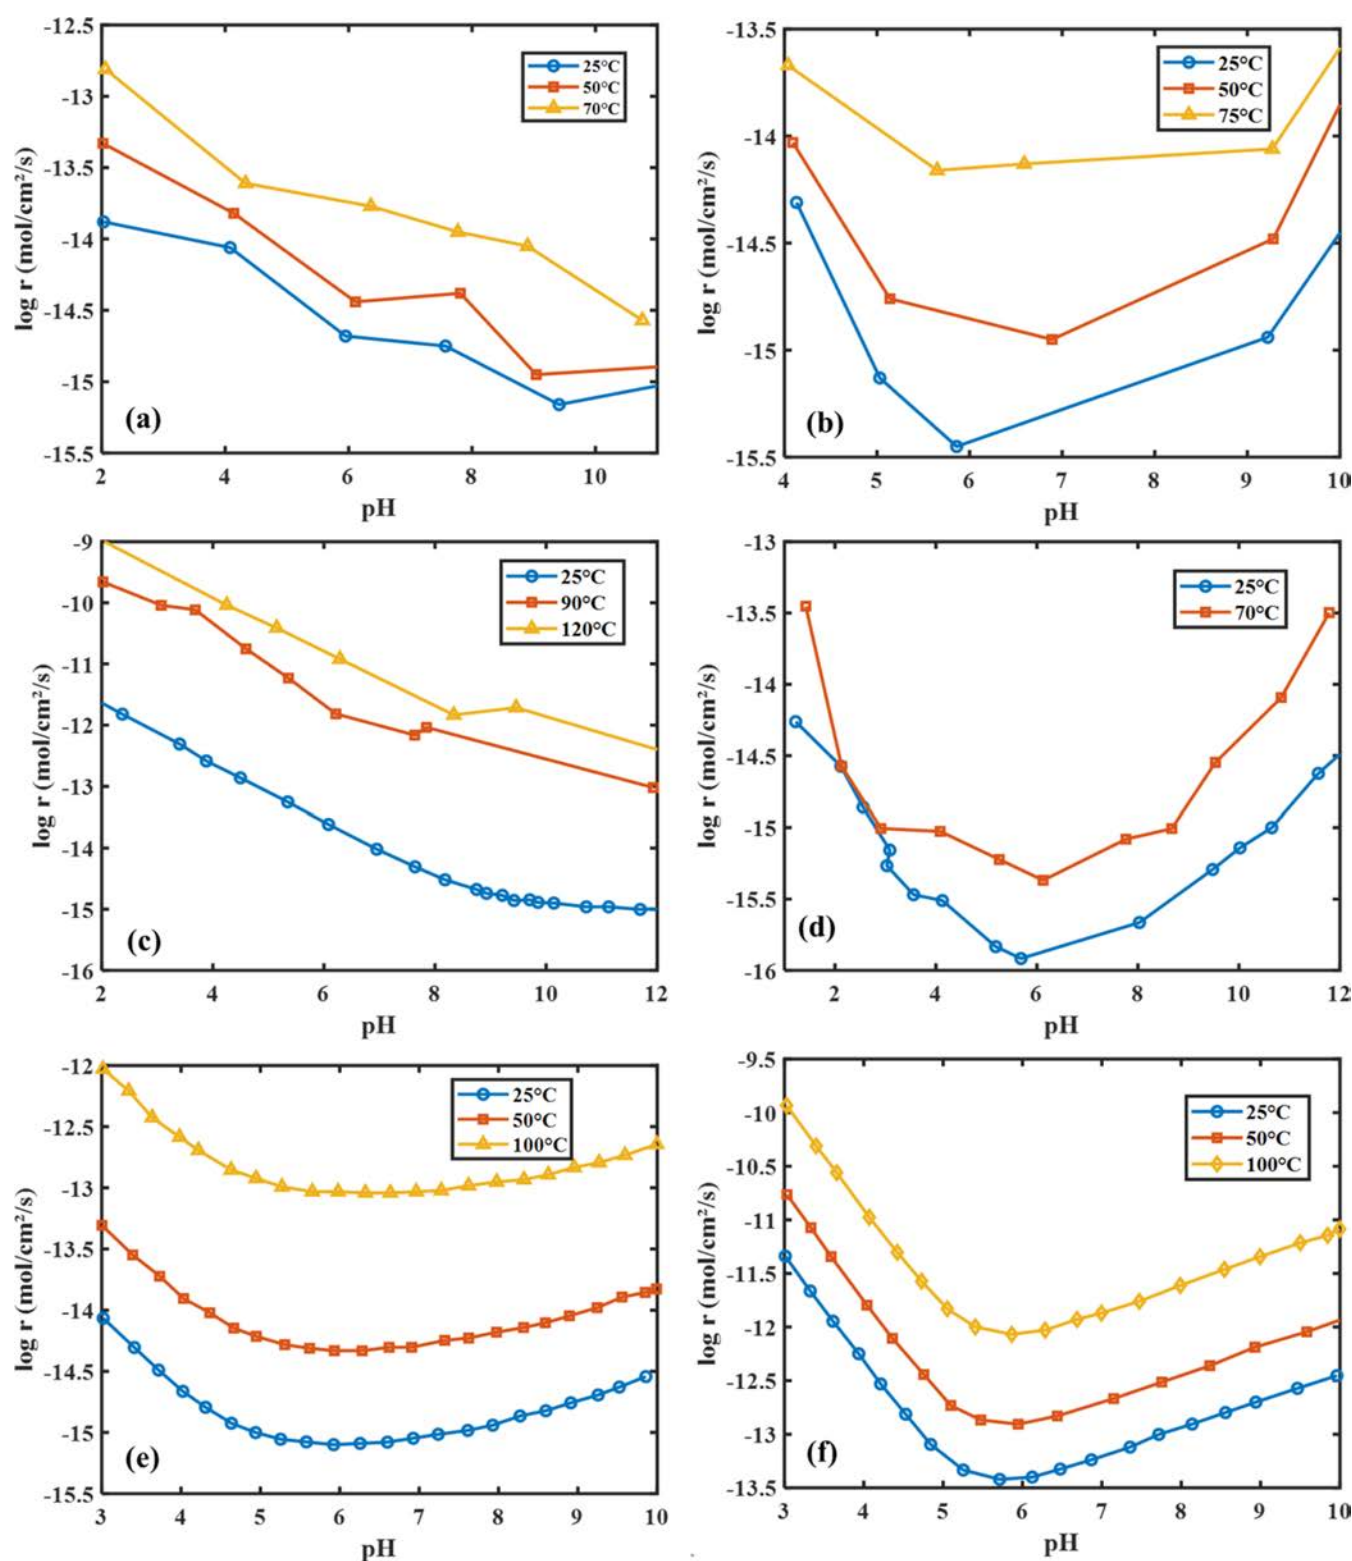 -12.5
-13
-13.5
-14
-14.5
-15
-15.5
log r (mol/cm²/s)
25°C
50°C
70°C
(a)
2
4
6
8
10
pH
-13.5
-14
-14.5
-15
-15.5
log r (mol/cm²/s)
25°C
50°C
75°C
(b)
4
5
6
7
8
9
10
pH
-9
-10
-11
-12
-13
-14
-15
-16
log r (mol/cm²/s)
25°C
90°C
120°C
(c)
2
4
6
8
10
12
pH
-13
-13.5
-14
-14.5
-15
-15.5
-16
log r (mol/cm²/s)
25°C
70°C
(d)
2
4
6
8
10
12
pH
-12
-12.5
-13
-13.5
-14
-14.5
-15
-15.5
log r (mol/cm²/s)
25°C
50°C
100°C
(e)
3
4
5
6
7
8
9
10
pH
-9.5
-10
-10.5
-11
-11.5
-12
-12.5
-13
-13.5
log r (mol/cm²/s)
25°C
50°C
100°C
(f)
3
4
5
6
7
8
9
10
pH